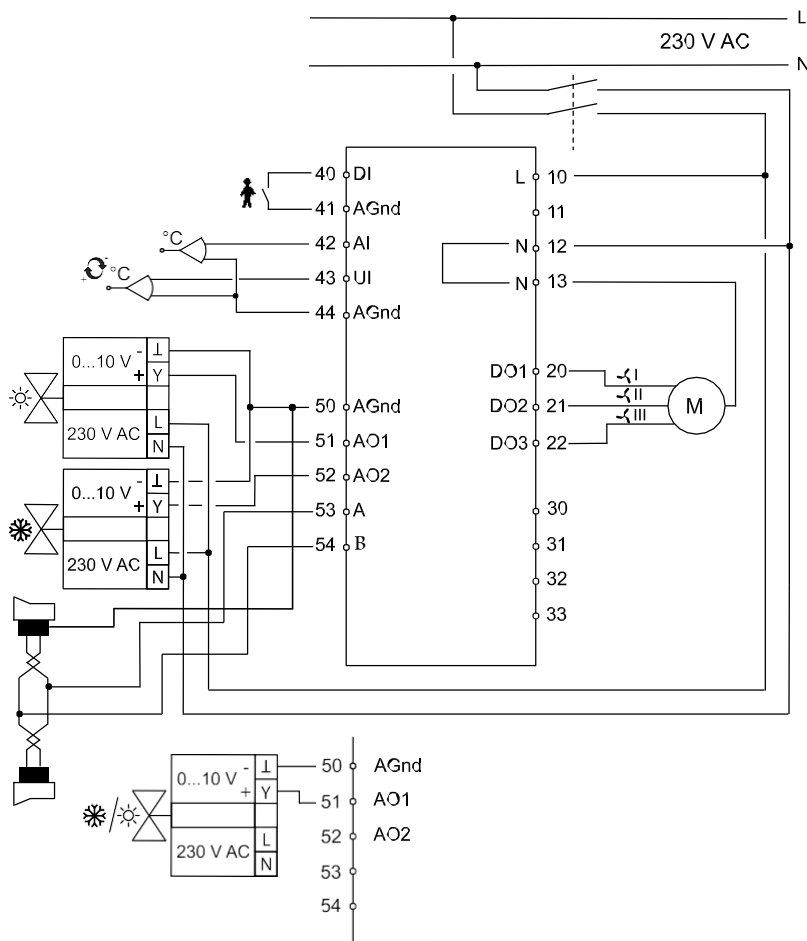 L
230 V AC
N
40 DI
L 10
41 AGnd
11
°C
42 AI
N 12
°C
43 UI
N 13
- +
44 AGnd
0...10 V - ⊥
+ Y
DO1 20 I
DO2 21 II M
DO3 22 III
230 V AC L
N
50 AGnd
51 AO1
52 AO2
53 A
54 B
0...10 V - ⊥
+ Y
230 V AC L
N
30
31
32
33
0...10 V - ⊥
+ Y
230 V AC L
N
50 AGnd
51 AO1
52 AO2
53
54
/